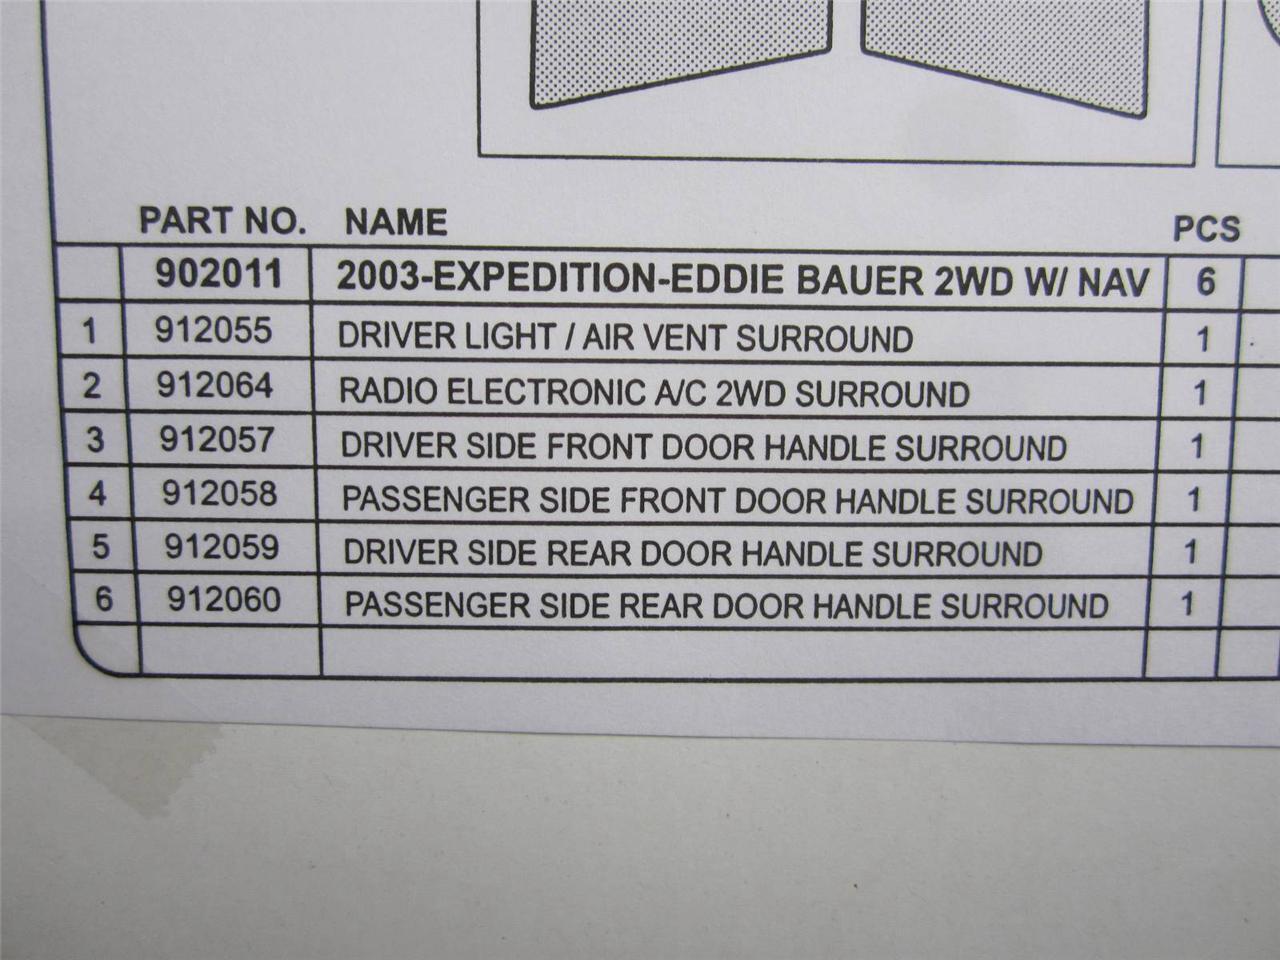 PART NO. NAME PCS
902011 2003-EXPEDITION-EDDIE BAUER 2WD W/ NAV 6
1 912055 DRIVER LIGHT / AIR VENT SURROUND 1
2 912064 RADIO ELECTRONIC A/C 2WD SURROUND 1
3 912057 DRIVER SIDE FRONT DOOR HANDLE SURROUND 1
4 912058 PASSENGER SIDE FRONT DOOR HANDLE SURROUND 1
5 912059 DRIVER SIDE REAR DOOR HANDLE SURROUND 1
6 912060 PASSENGER SIDE REAR DOOR HANDLE SURROUND 1